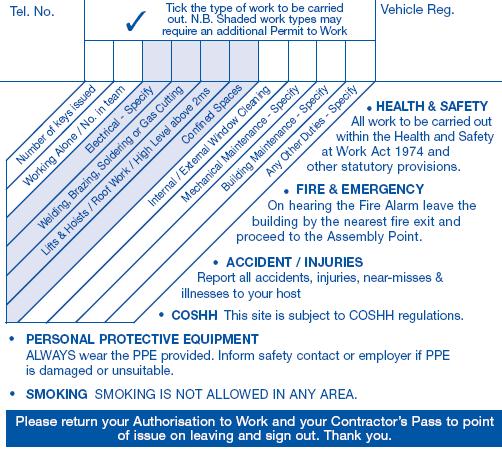 Tel. No.
✓
Tick the type of work to be carried
out. N.B. Shaded work types may
require an additional Permit to Work
Vehicle Reg.
Number of keys issued
Working Alone / No. in team
Electrical - Specify
Welding, Brazing, Soldering or Gas Cutting
Lifts & Hoists / Roof Work / High Level above 2ms
Confined Spaces
Internal / External Window Cleaning
Mechanical Maintenance - Specify
Building Maintenance - Specify
Any Other Duties - Specify
• HEALTH & SAFETY
All work to be carried out
within the Health and Safety
at Work Act 1974 and
other statutory provisions.
• FIRE & EMERGENCY
On hearing the Fire Alarm leave the
building by the nearest fire exit and
proceed to the Assembly Point.
• ACCIDENT / INJURIES
Report all accidents, injuries, near-misses &
illnesses to your host
• COSHH This site is subject to COSHH regulations.
• PERSONAL PROTECTIVE EQUIPMENT
ALWAYS wear the PPE provided. Inform safety contact or employer if PPE
is damaged or unsuitable.
• SMOKING SMOKING IS NOT ALLOWED IN ANY AREA.
Please return your Authorisation to Work and your Contractor's Pass to point
of issue on leaving and sign out. Thank you.